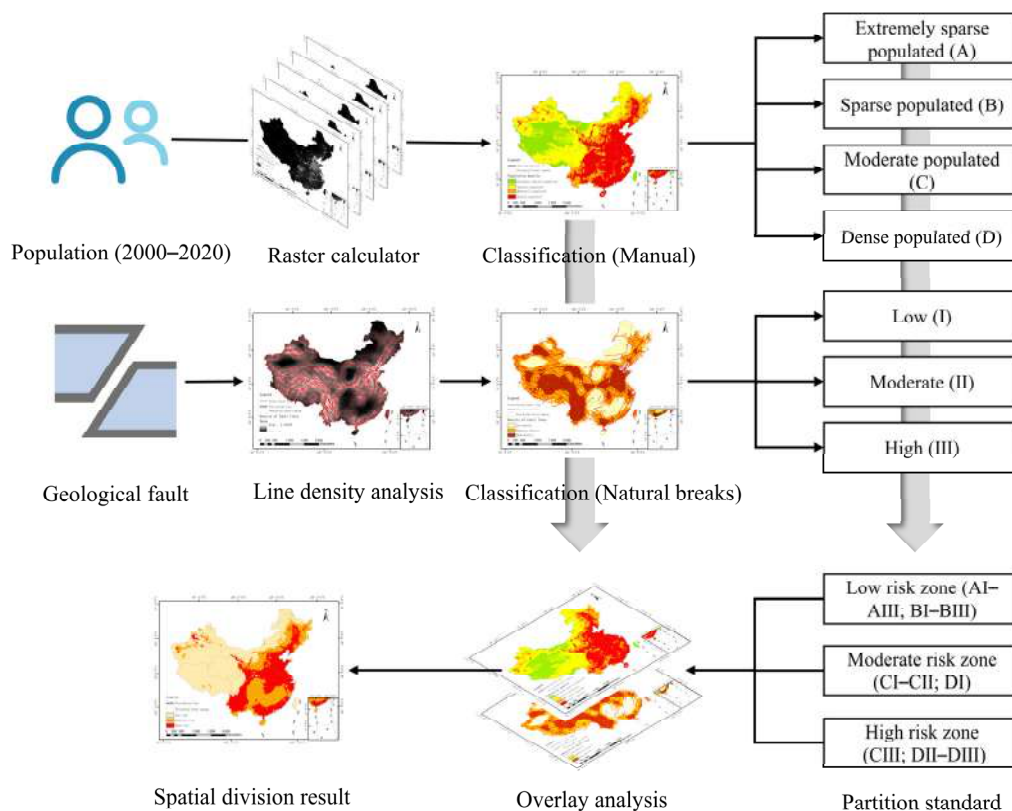 Extremely sparse
populated (A)
Sparse populated (B)
Moderate populated
(C)
Dense populated (D)
Population (2000–2020)
Raster calculator
Classification (Manual)
Low (I)
Moderate (II)
High (III)
Geological fault
Line density analysis
Classification (Natural breaks)
Low risk zone (AI–
AIII; BI–BIII)
Moderate risk zone
(CI–CII; DI)
High risk zone
(CIII; DII–DIII)
Spatial division result
Overlay analysis
Partition standard